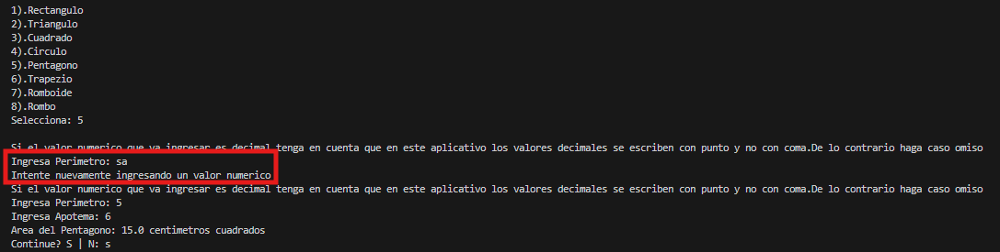 1).Rectangulo
2).Triangulo
3).Cuadrado
4).Circulo
5).Pentagono
6).Trapezio
7).Romboide
8).Rombo
Selecciona: 5
Si el valor numerico que va ingresar es decimal tenga en cuenta que en este aplicativo los valores decimales se escriben con punto y no con coma.De lo contrario haga caso omiso
Ingresa Perimetro: sa
Intente nuevamente ingresando un valor numerico
Si el valor numerico que va ingresar es decimal tenga en cuenta que en este aplicativo los valores decimales se escriben con punto y no con coma.De lo contrario haga caso omiso
Ingresa Perimetro: 5
Ingresa Apotema: 6
Area del Pentagono: 15.0 centimetros cuadrados
Continue? S | N: s